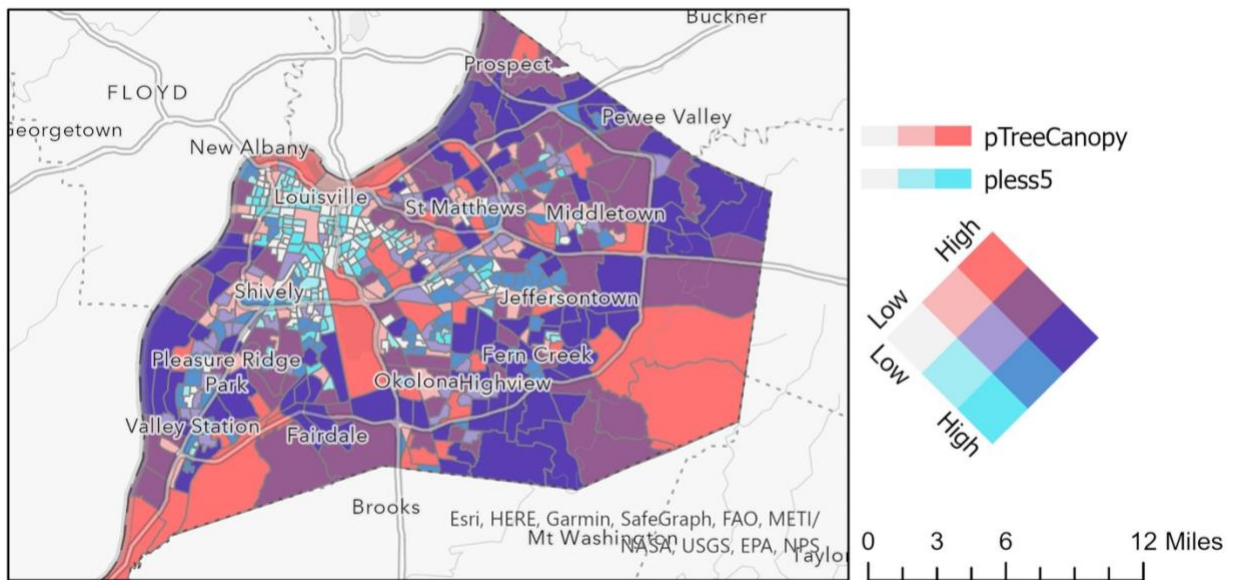 Buckner
Prospect
FLOYD
Pewee Valley
Georgetown
New Albany
Louisville
St Matthews
Middletown
Shively
Jeffersontown
Pleasure Ridge
Park
Fern Creek
Okolona
Highview
Valley Station
Fairdale
Brooks
Esri, HERE, Garmin, SafeGraph, FAO, METI/
Mt Washington
NASA, USGS, EPA, NPS
Taylor
pTreeCanopy
pless5
High
Low
Low
High
0 3 6 12 Miles